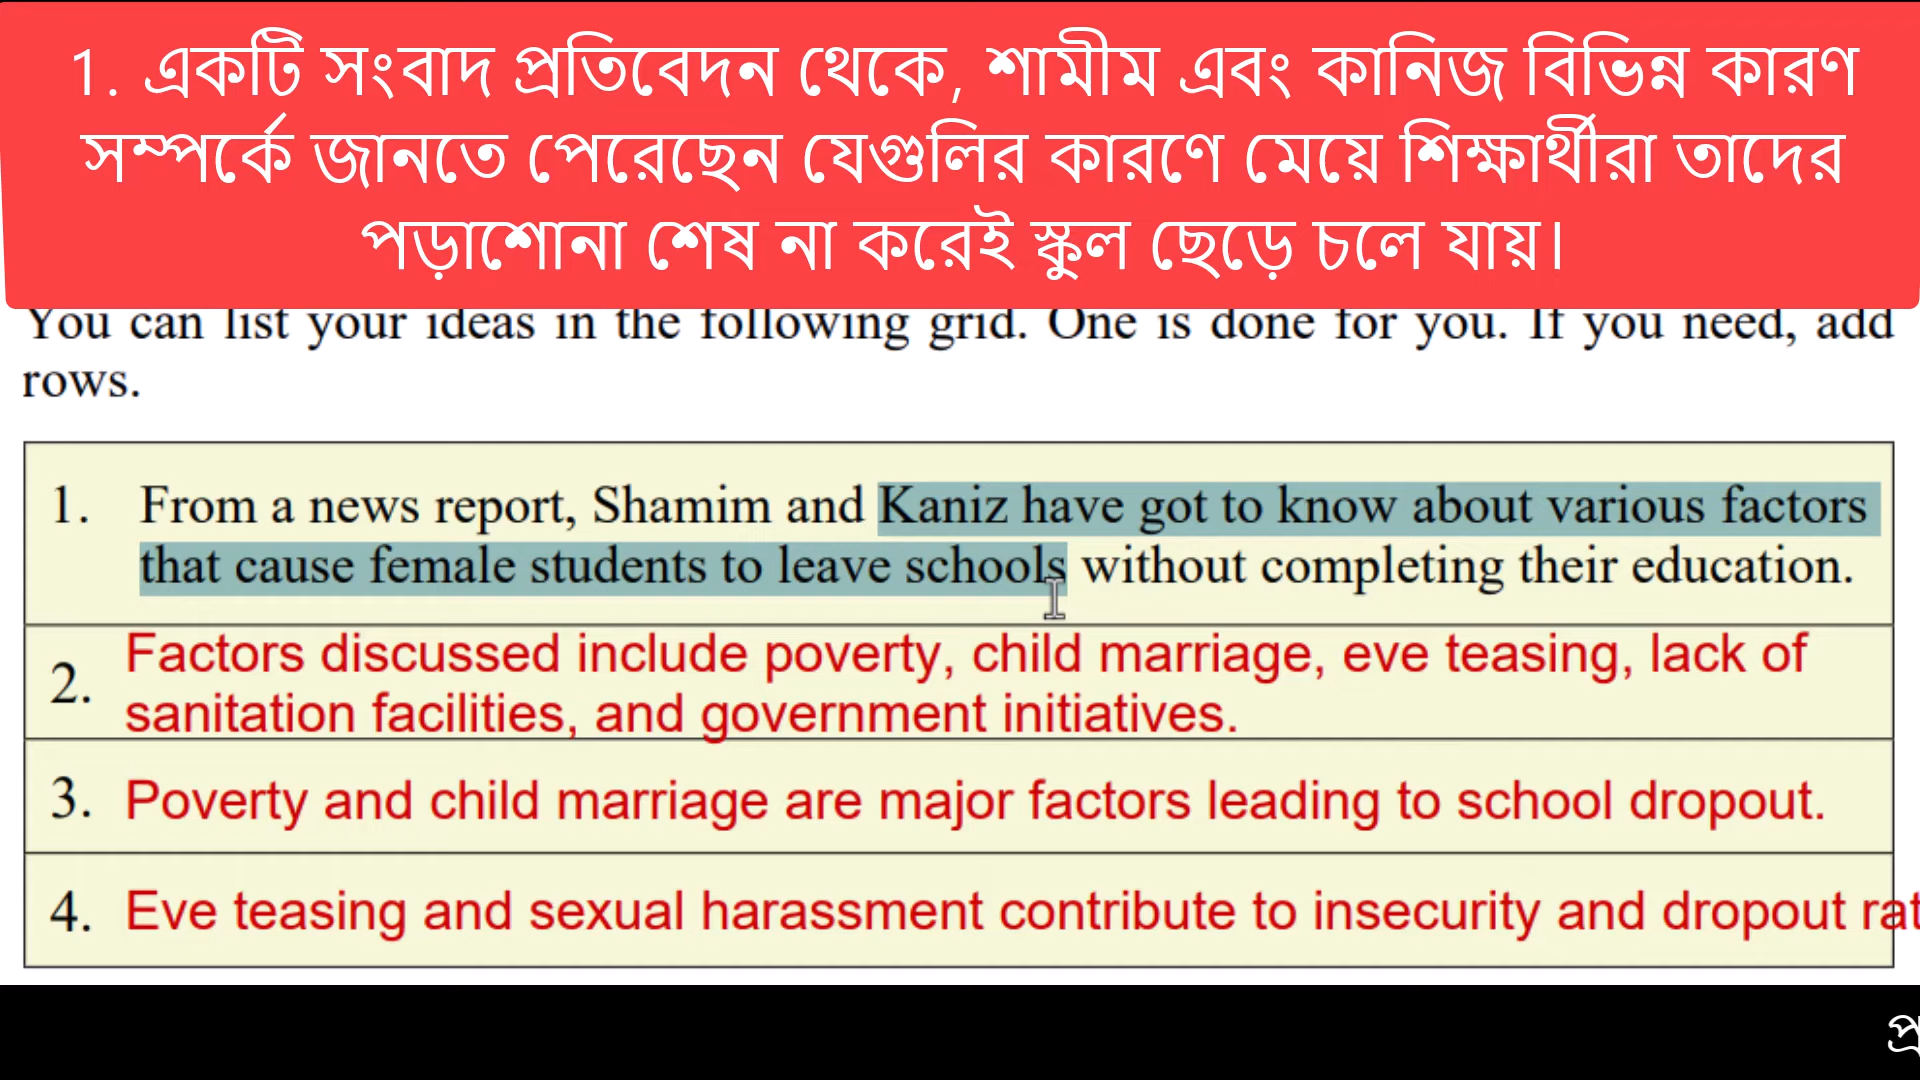 1. একটি সংবাদ প্রতিবেদন থেকে, শামীম এবং কানিজ বিভিন্ন কারণ
সম্পর্কে জানতে পেরেছেন যেগুলির কারণে মেয়ে শিক্ষার্থীরা তাদের
পড়াশোনা শেষ না করেই স্কুল ছেড়ে চলে যায়।
You can list your ideas in the following grid. One is done for you. If you need, add
rows.
1. From a news report, Shamim and Kaniz have got to know about various factors
that cause female students to leave schools without completing their education.
2. Factors discussed include poverty, child marriage, eve teasing, lack of
sanitation facilities, and government initiatives.
3. Poverty and child marriage are major factors leading to school dropout.
4. Eve teasing and sexual harassment contribute to insecurity and dropout rat